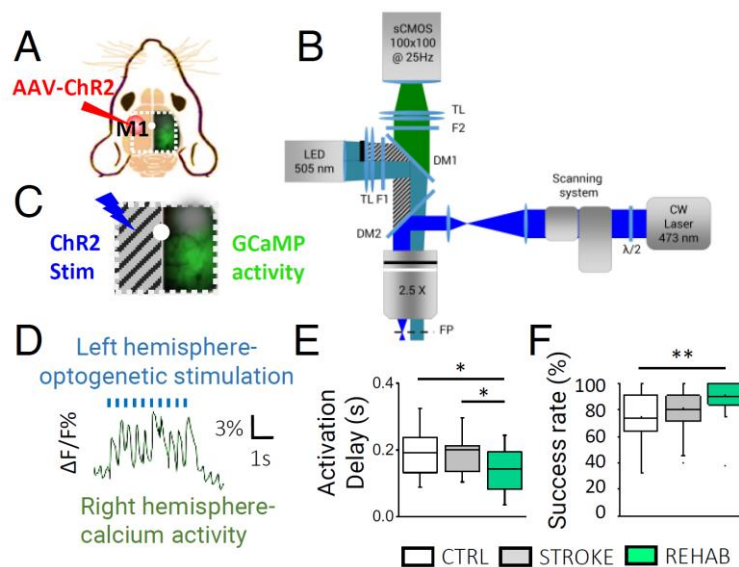 A
AAV-ChR2
M1
B
sCMOS
100x100
@ 25Hz
TL
F2
LED
505 nm
DM1
TL F1
DM2
Scanning
system
CW
Laser
473 nm
λ/2
2.5 X
FP
C
ChR2
Stim
GCaMP
activity
D
Left hemisphere-
optogenetic stimulation
ΔF/F%
3%
1s
Right hemisphere-
calcium activity
E
Activation
Delay (s)
0.4
0.2
0.0
*
*
F
Success rate (%)
100
80
60
40
20
0
**
CTRL
STROKE
REHAB